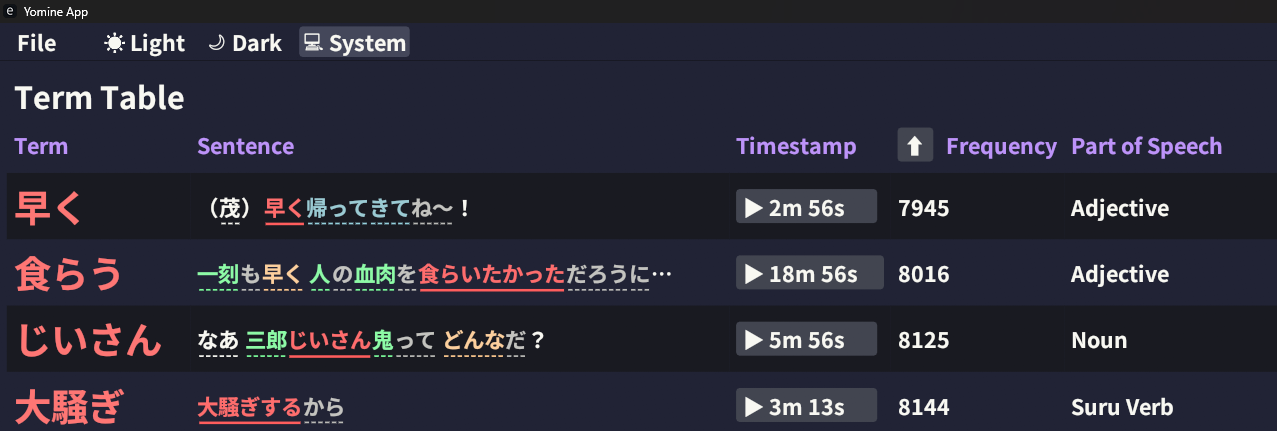 e Yomine App
File Light Dark System
Term Table
Term Sentence Timestamp Frequency Part of Speech
早く （茂）早く帰ってきてね～！ 2m 56s 7945 Adjective
食らう 一刻も早く 人の血肉を食らいたかっただろうに… 18m 56s 8016 Adjective
じいさん なあ 三郎じいさん鬼って どんなだ？ 5m 56s 8125 Noun
大騒ぎ 大騒ぎするから 3m 13s 8144 Suru Verb